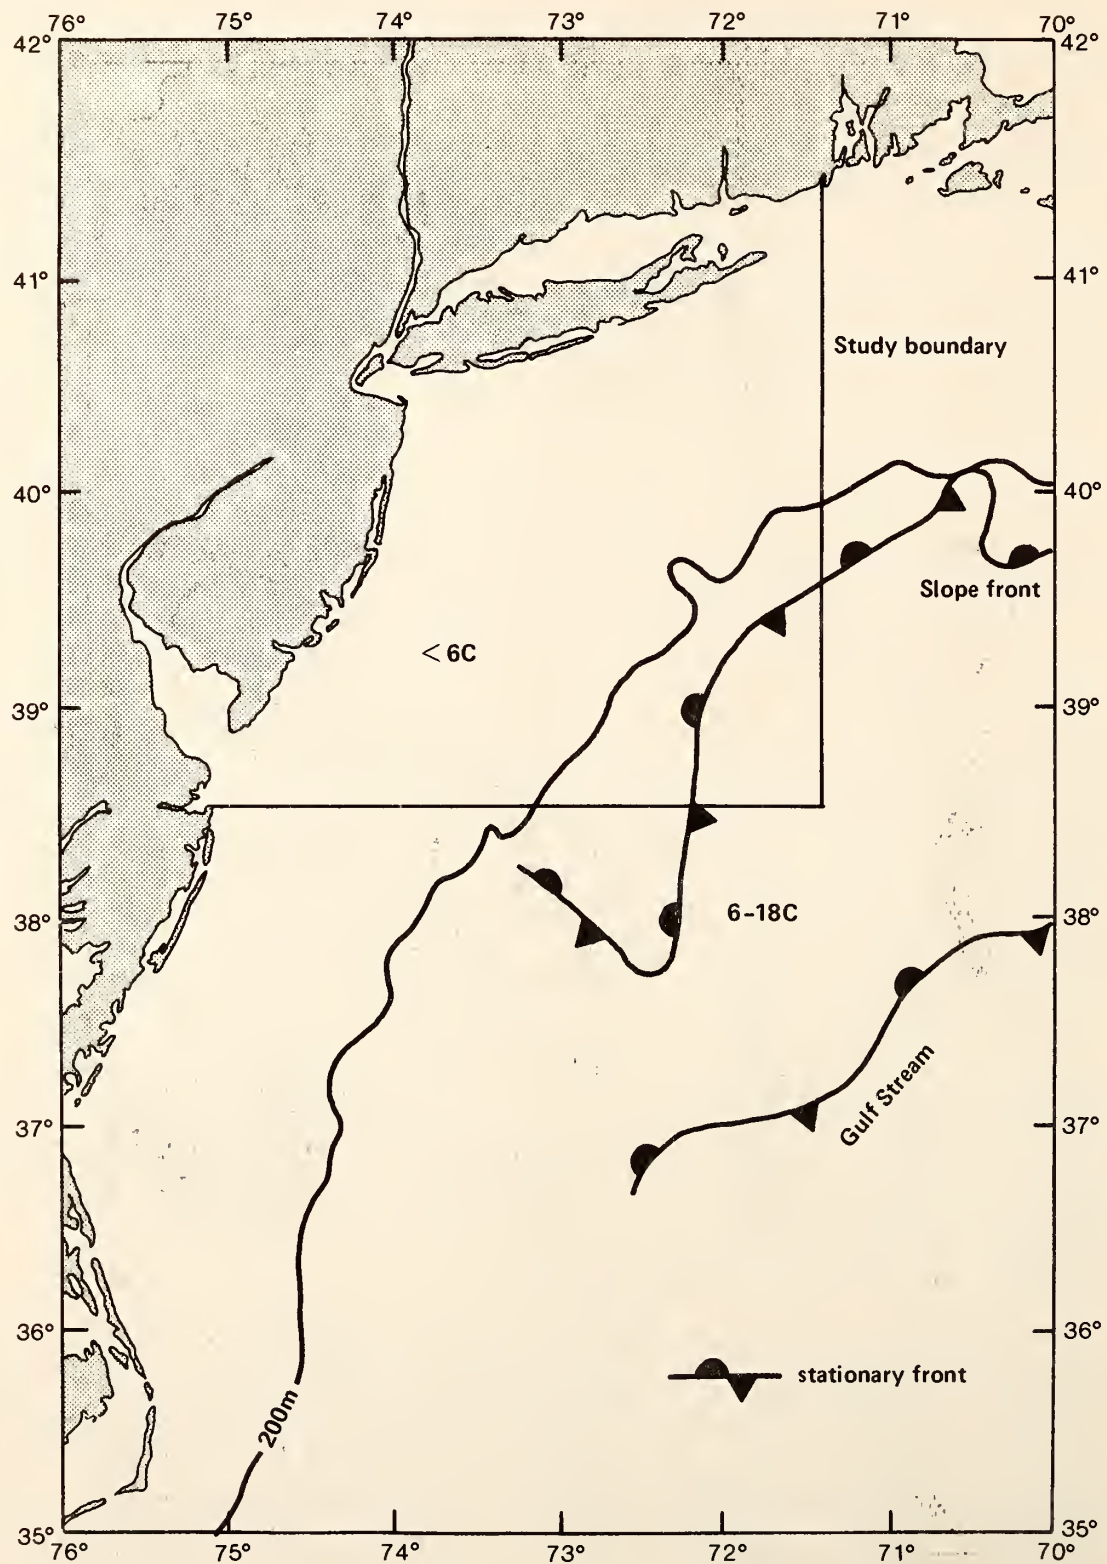 76° 75° 74° 73° 72° 71° 70°
42° 42°
41° 41°
Study boundary
40° 40°
Slope front
< 6C
39° 39°
38° 6-18C 38°
Gulf Stream
37° 37°
36° 36°
stationary front
200m
35° 35°
76° 75° 74° 73° 72° 71° 70°